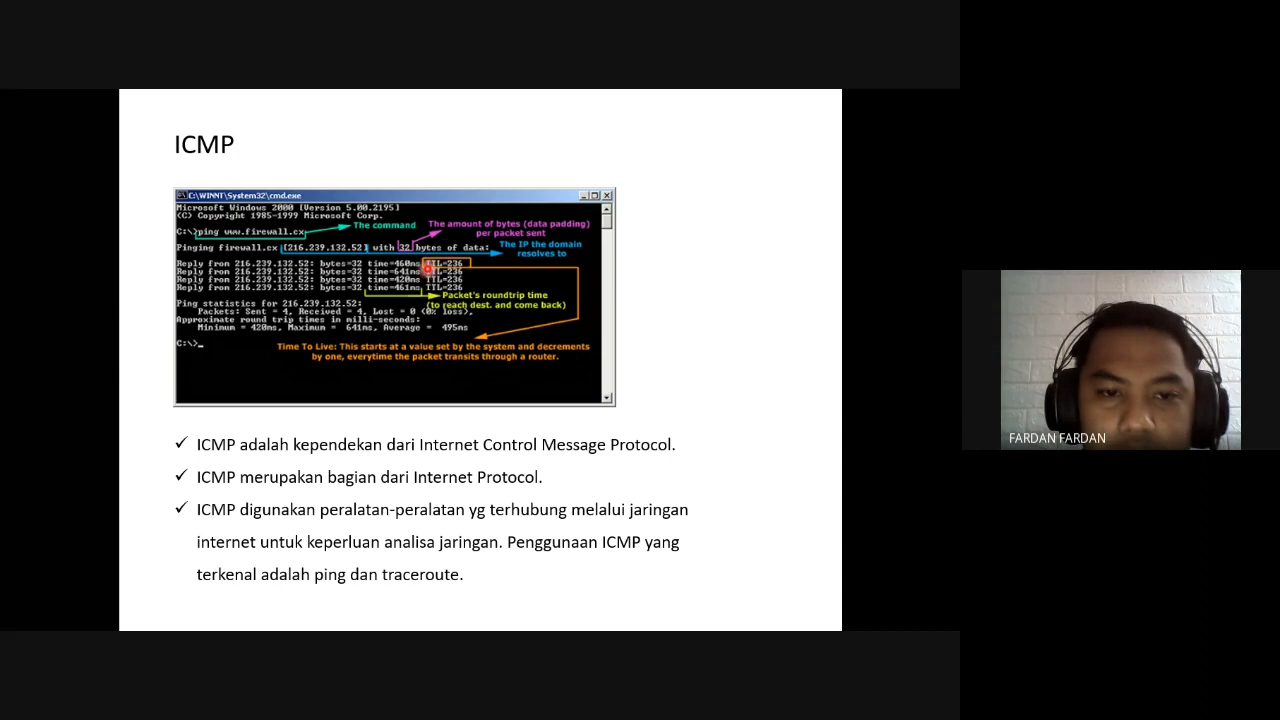 ICMP
C:\WINNT\System32\cmd.exe
Microsoft Windows 2000 [Version 5.00.2195]
(C) Copyright 1985-1999 Microsoft Corp.
C:\>ping www.firewall.cx
The command
The amount of bytes (data padding)
per packet sent
Pinging firewall.cx [216.239.132.52] with 32 bytes of data:
The IP the domain
resolves to
Reply from 216.239.132.52: bytes=32 time=460ms TTL=236
Reply from 216.239.132.52: bytes=32 time=641ms TTL=236
Reply from 216.239.132.52: bytes=32 time=420ms TTL=236
Reply from 216.239.132.52: bytes=32 time=461ms TTL=236
Packet's roundtrip time
(to reach dest. and come back)
Ping statistics for 216.239.132.52:
Packets: Sent = 4, Received = 4, Lost = 0 (0% loss),
Approximate round trip times in milli-seconds:
Minimum = 420ms, Maximum = 641ms, Average = 495ms
C:\>_
Time To Live: This starts at a value set by the system and decrements
by one, everytime the packet transits through a router.
✓ ICMP adalah kependekan dari Internet Control Message Protocol.
✓ ICMP merupakan bagian dari Internet Protocol.
✓ ICMP digunakan peralatan-peralatan yg terhubung melalui jaringan
internet untuk keperluan analisa jaringan. Penggunaan ICMP yang
terkenal adalah ping dan traceroute.
FARDAN FARDAN